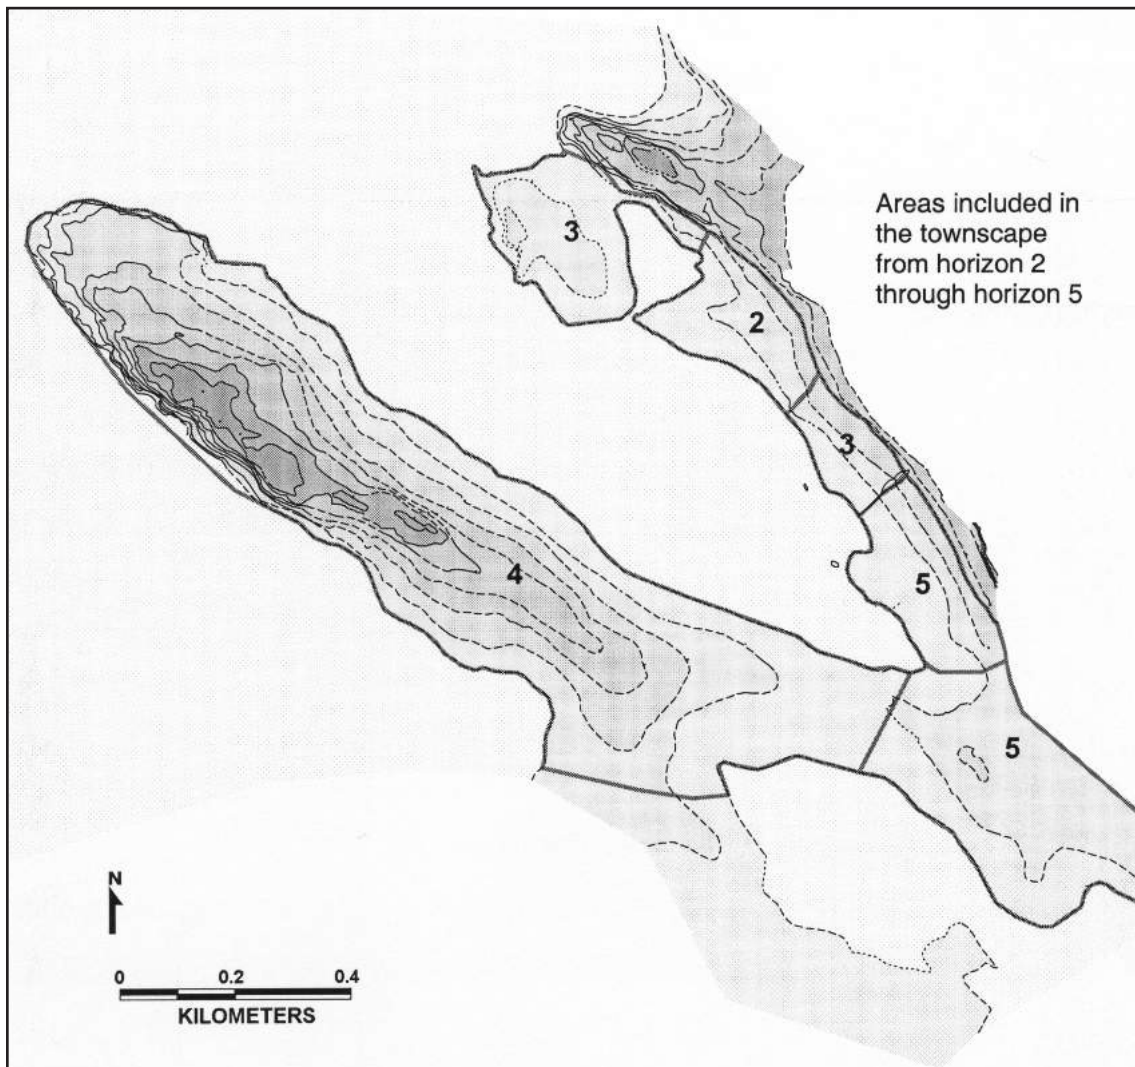 Areas included in
the townscape
from horizon 2
through horizon 5
3
2
3
4
5
5
N
0 0.2 0.4
KILOMETERS